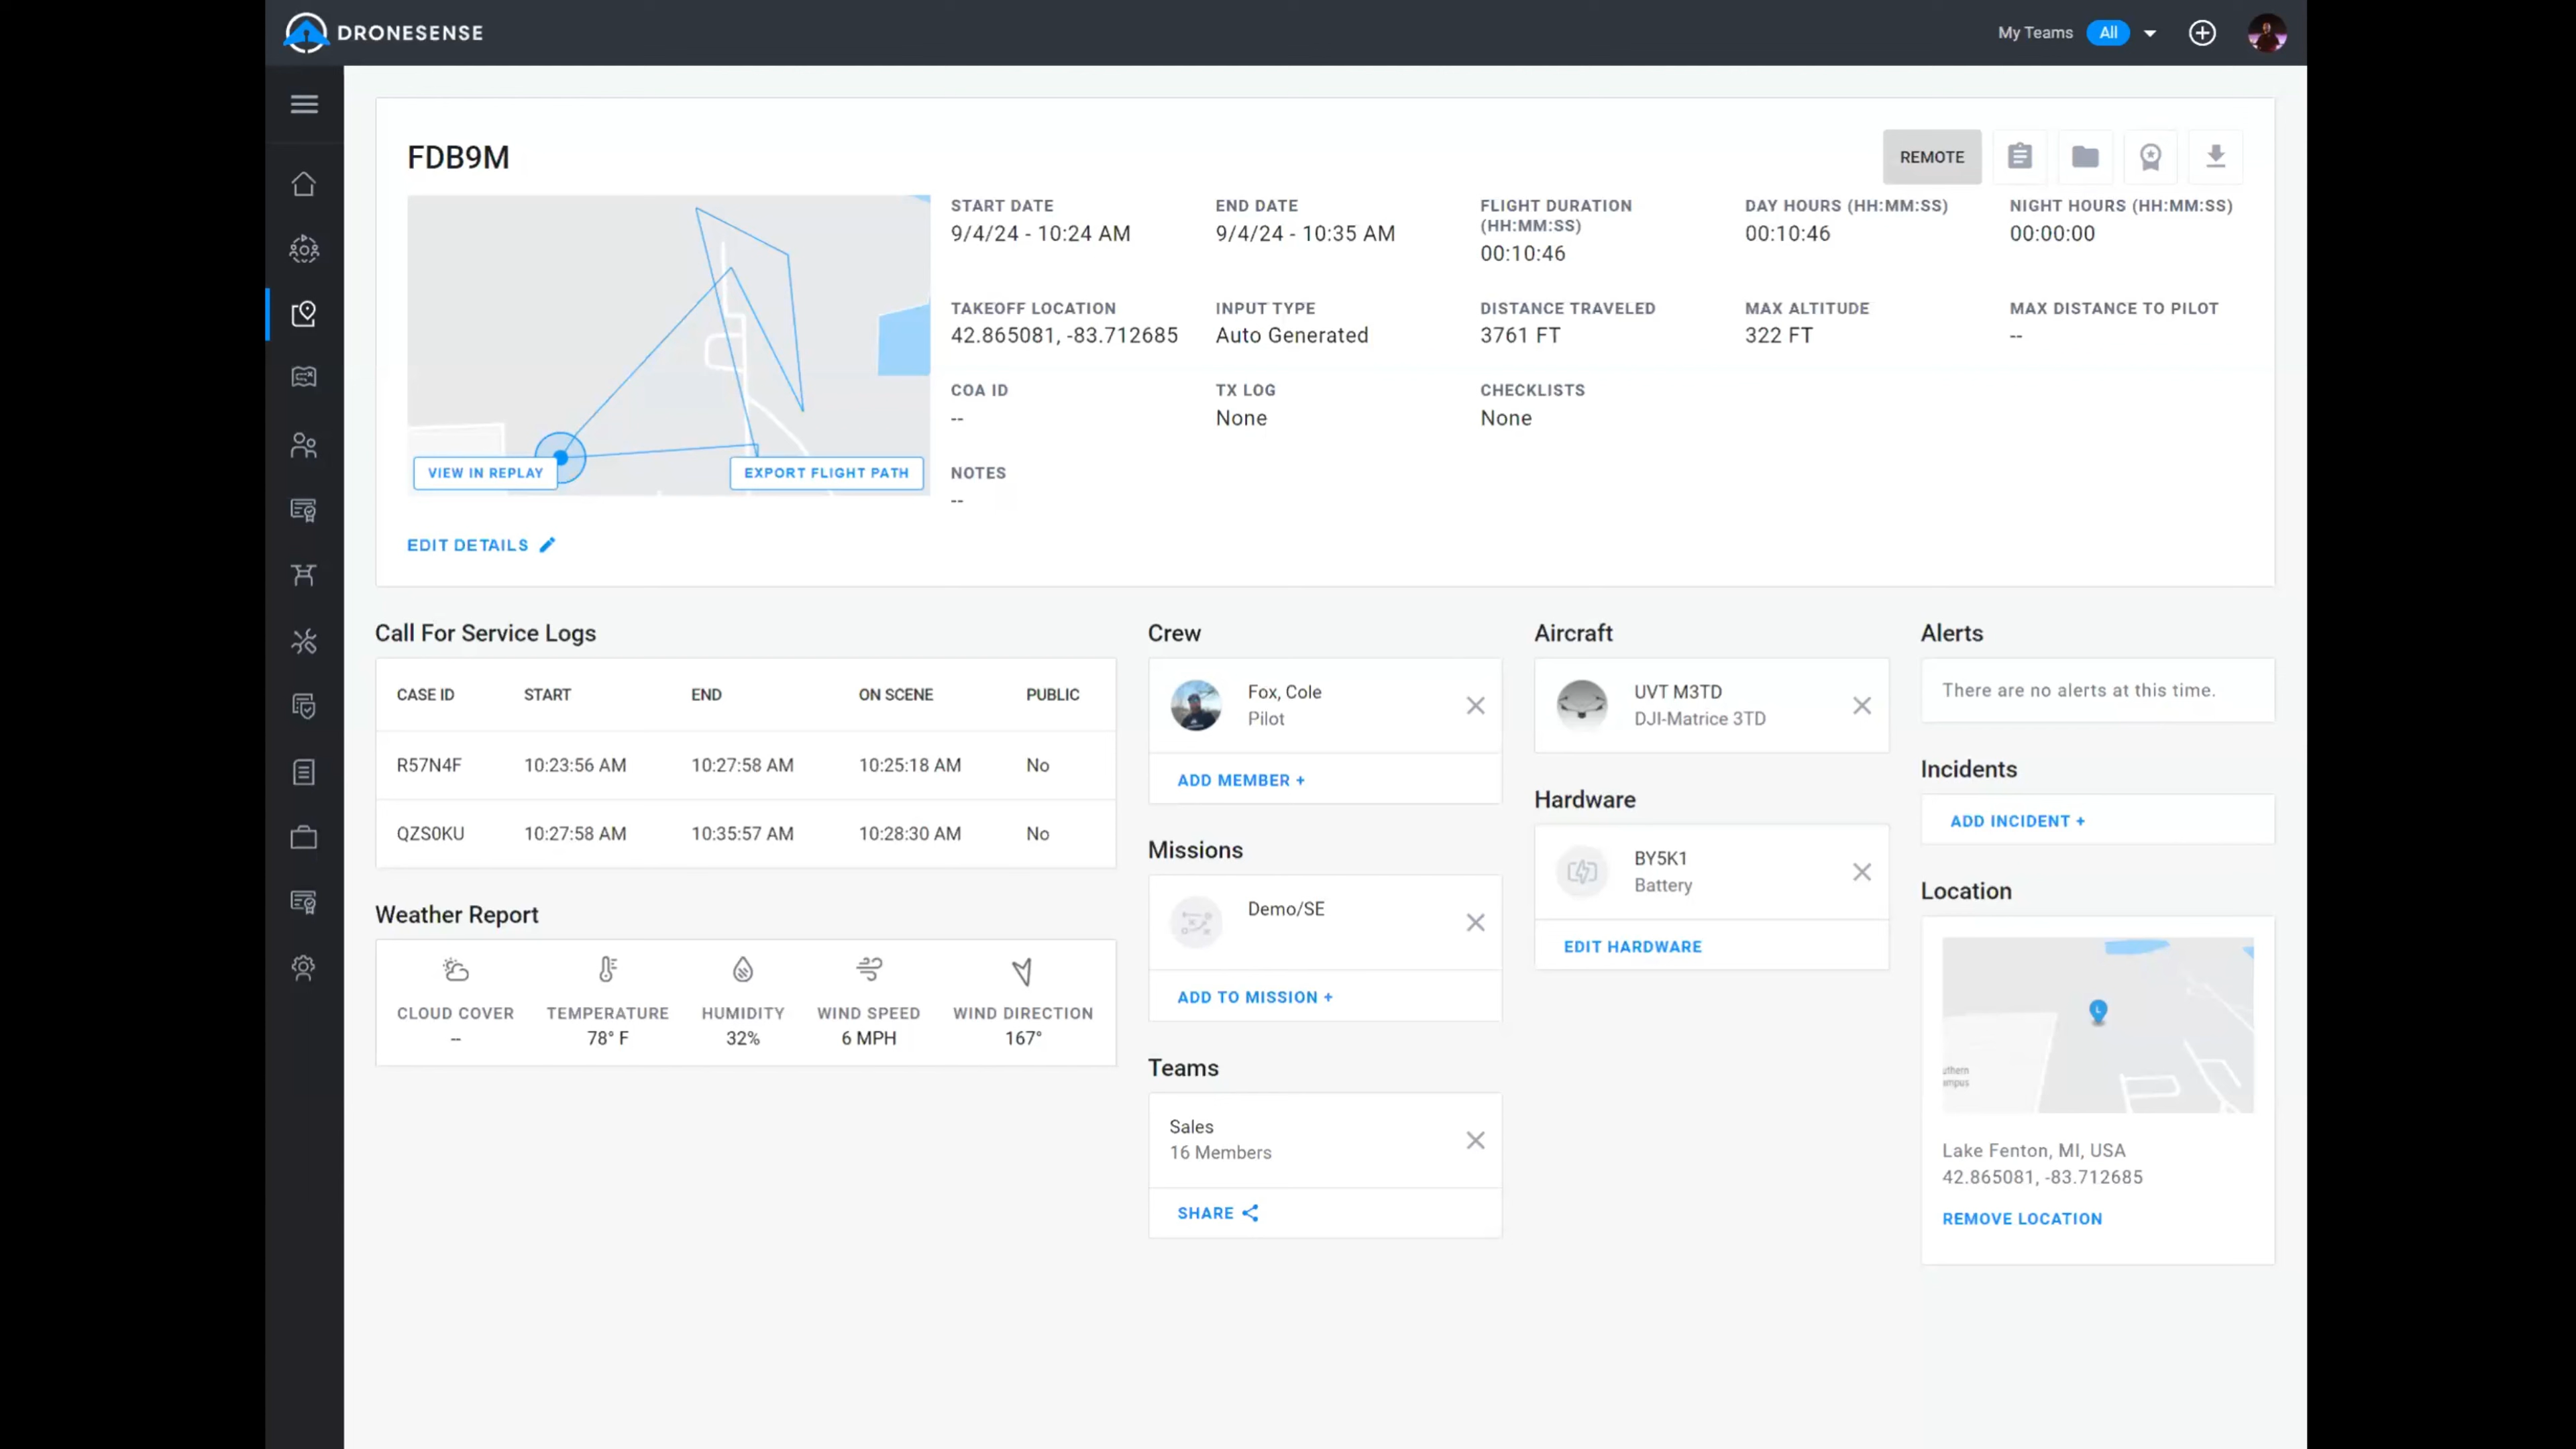 DRONESENSE
My Teams All
FDB9M
REMOTE
VIEW IN REPLAY
EXPORT FLIGHT PATH
EDIT DETAILS
START DATE
9/4/24 - 10:24 AM
END DATE
9/4/24 - 10:35 AM
FLIGHT DURATION
(HH:MM:SS)
00:10:46
DAY HOURS (HH:MM:SS)
00:10:46
NIGHT HOURS (HH:MM:SS)
00:00:00
TAKEOFF LOCATION
42.865081, -83.712685
INPUT TYPE
Auto Generated
DISTANCE TRAVELED
3761 FT
MAX ALTITUDE
322 FT
MAX DISTANCE TO PILOT
--
COA ID
--
TX LOG
None
CHECKLISTS
None
NOTES
--
Call For Service Logs
CASE ID START END ON SCENE PUBLIC
R57N4F 10:23:56 AM 10:27:58 AM 10:25:18 AM No
QZS0KU 10:27:58 AM 10:35:57 AM 10:28:30 AM No
Weather Report
CLOUD COVER
--
TEMPERATURE
78° F
HUMIDITY
32%
WIND SPEED
6 MPH
WIND DIRECTION
167°
Crew
Fox, Cole
Pilot
ADD MEMBER +
Missions
Demo/SE
ADD TO MISSION +
Teams
Sales
16 Members
SHARE
Aircraft
UVT M3TD
DJI-Matrice 3TD
Hardware
BY5K1
Battery
EDIT HARDWARE
Alerts
There are no alerts at this time.
Incidents
ADD INCIDENT +
Location
L
uthern
ampus
Lake Fenton, MI, USA
42.865081, -83.712685
REMOVE LOCATION